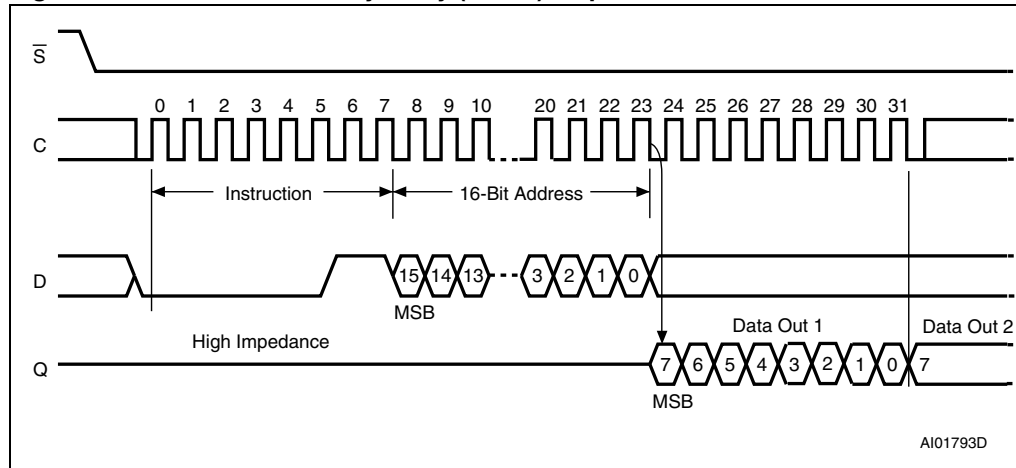 S
0 1 2 3 4 5 6 7 8 9 10 20 21 22 23 24 25 26 27 28 29 30 31
C
Instruction 16-Bit Address
D
15 14 13 3 2 1 0
MSB
High Impedance Data Out 1 Data Out 2
Q
7 6 5 4 3 2 1 0 7
MSB
AI01793D